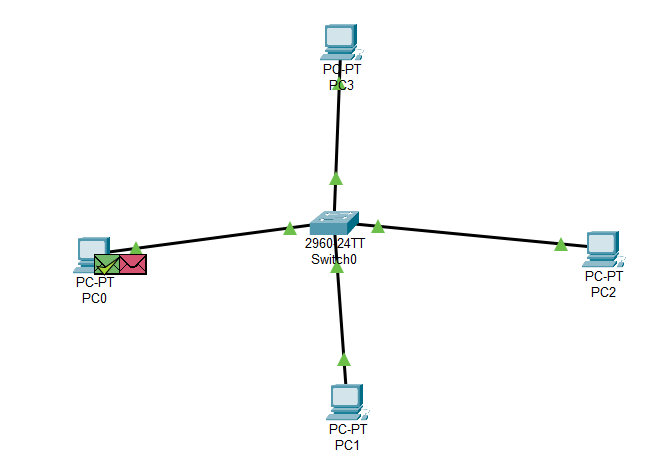 PC-PT
PC3
2960-24TT
Switch0
PC-PT
PC0
PC-PT
PC2
PC-PT
PC1